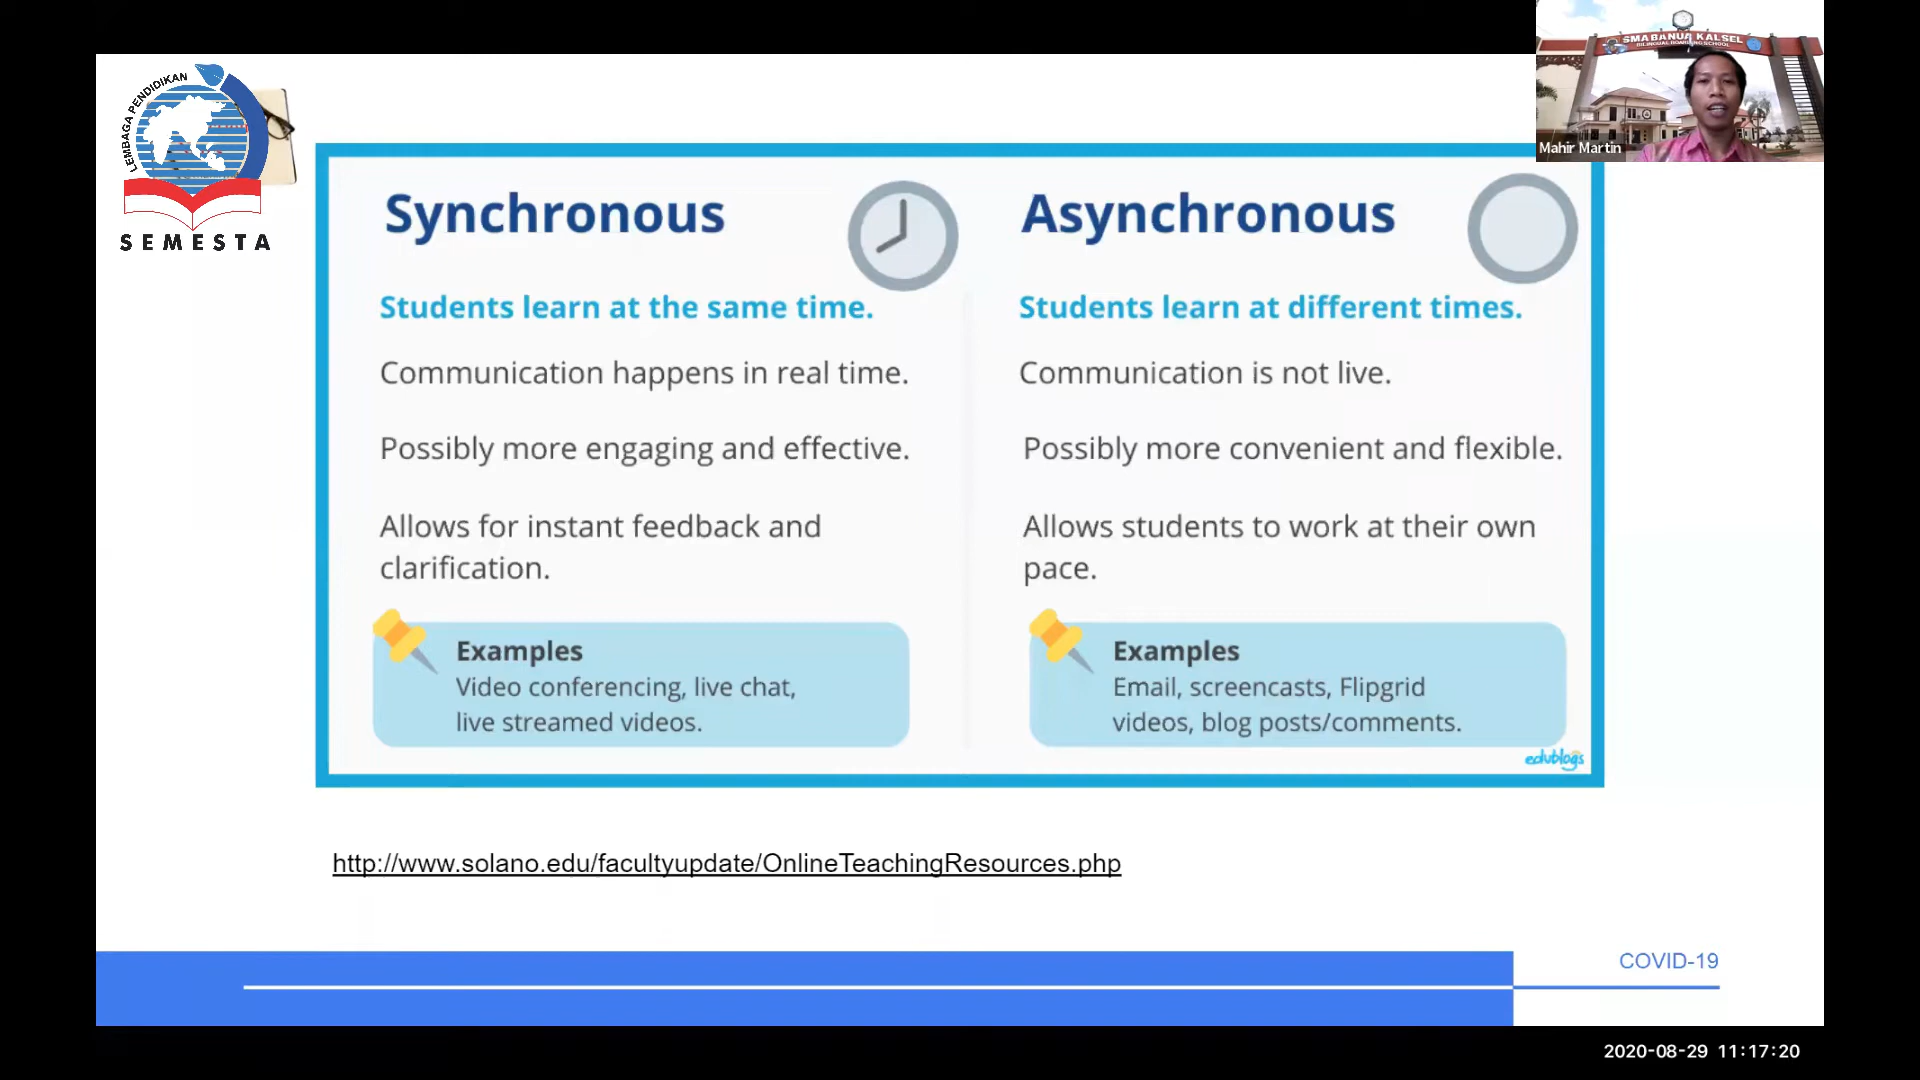 LEMBAGA PENDIDIKAN
SEMESTA
SMA BANUA KALSEL
BILINGUAL BOARDING SCHOOL
Mahir Martin
Synchronous
Students learn at the same time.
Communication happens in real time.
Possibly more engaging and effective.
Allows for instant feedback and
clarification.
Examples
Video conferencing, live chat,
live streamed videos.
Asynchronous
Students learn at different times.
Communication is not live.
Possibly more convenient and flexible.
Allows students to work at their own
pace.
Examples
Email, screencasts, Flipgrid
videos, blog posts/comments.
edublogs
http://www.solano.edu/facultyupdate/OnlineTeachingResources.php
COVID-19
2020-08-29 11:17:20